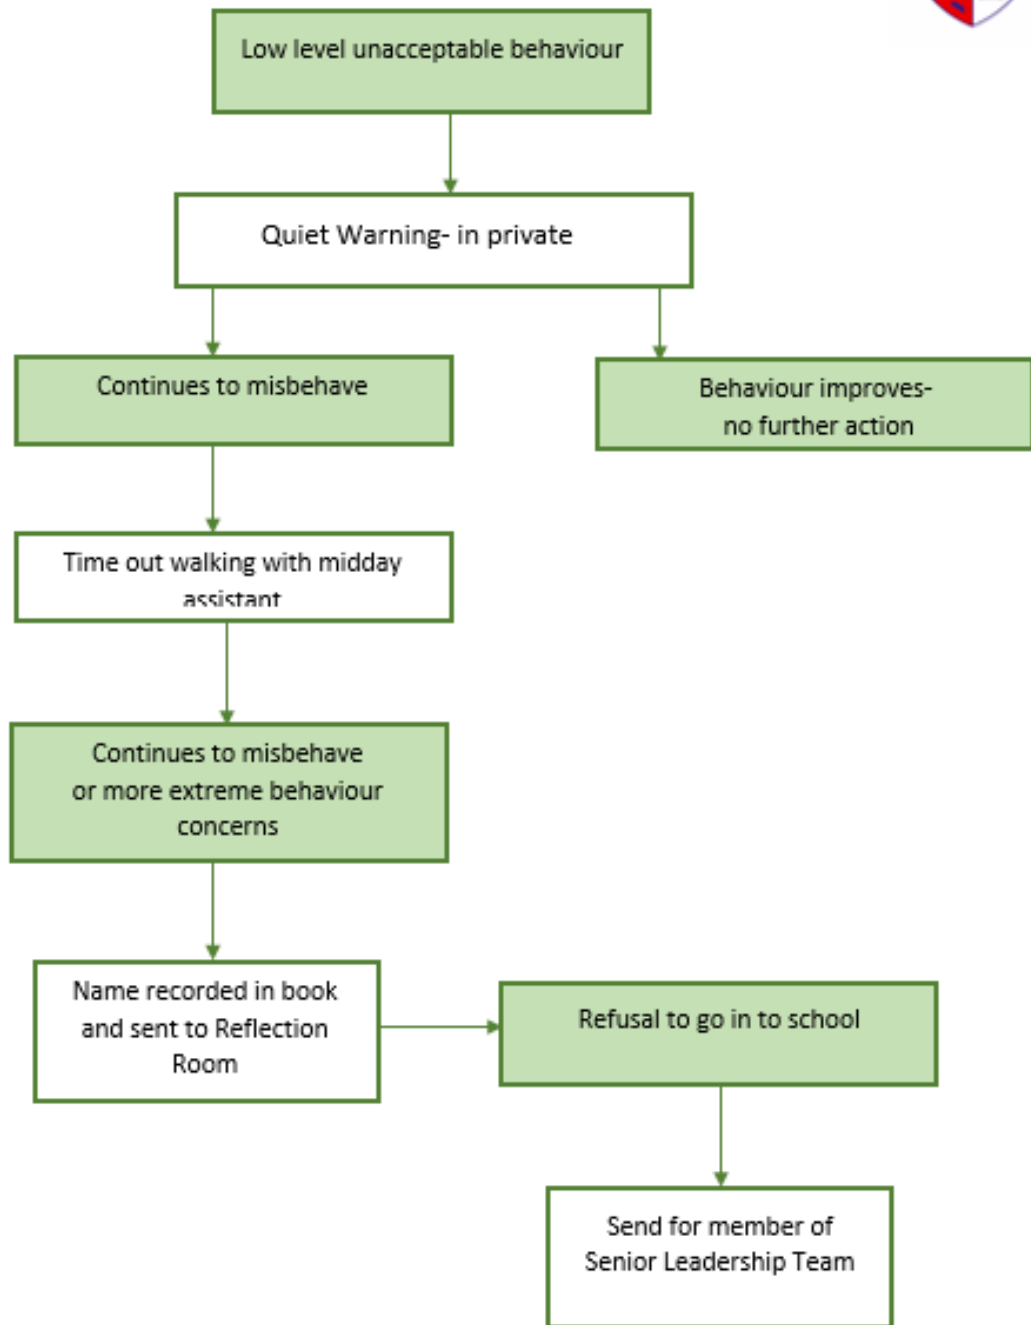 Low level unacceptable behaviour
Quiet Warning- in private
Continues to misbehave
Behaviour improves-
no further action
Time out walking with midday
assistant
Continues to misbehave
or more extreme behaviour
concerns
Name recorded in book
and sent to Reflection
Room
Refusal to go in to school
Send for member of
Senior Leadership Team